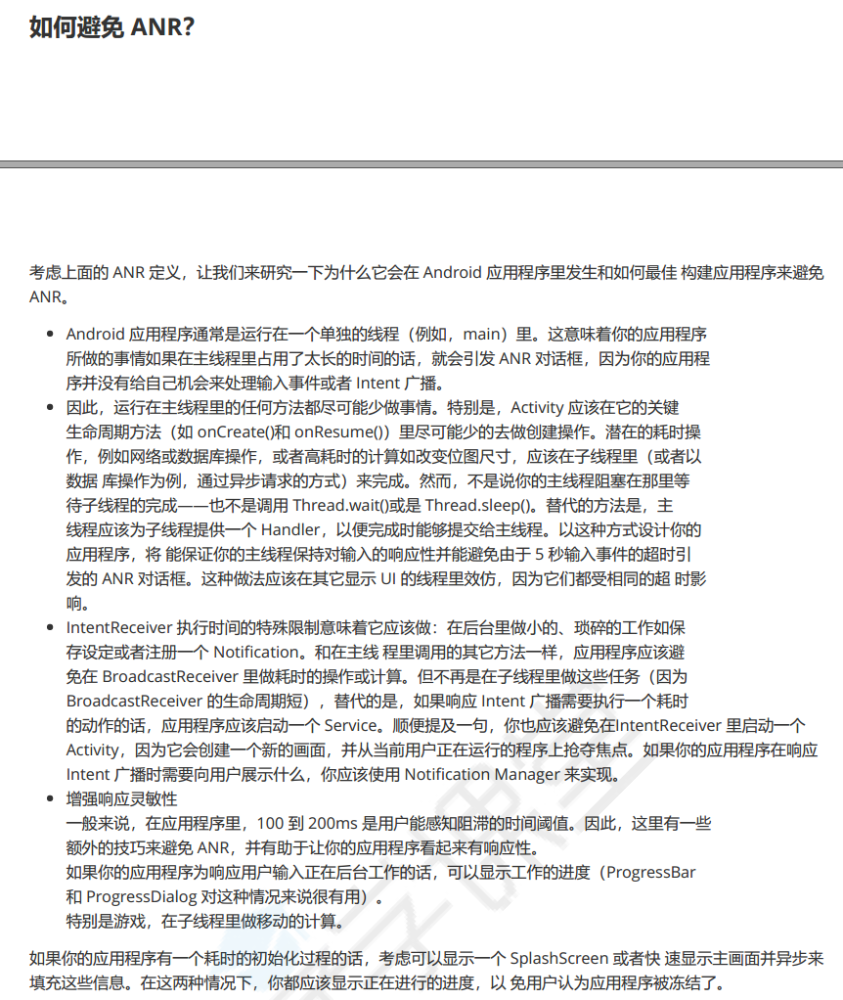 如何避免 ANR?
考虑上面的 ANR 定义，让我们来研究一下为什么它会在 Android 应用程序里发生和如何最佳 构建应用程序来避免
ANR。
• Android 应用程序通常是运行在一个单独的线程（例如，main）里。这意味着你的应用程序
所做的事情如果在主线程里占用了太长的时间的话，就会引发 ANR 对话框，因为你的应用程
序并没有给自己机会来处理输入事件或者 Intent 广播。
• 因此，运行在主线程里的任何方法都尽可能少做事情。特别是，Activity 应该在它的关键
生命周期方法（如 onCreate()和 onResume()）里尽可能少的去做创建操作。潜在的耗时操
作，例如网络或数据库操作，或者高耗时的计算如改变位图尺寸，应该在子线程里（或者以
数据 库操作为例，通过异步请求的方式）来完成。然而，不是说你的主线程阻塞在那里等
待子线程的完成——也不是调用 Thread.wait()或是 Thread.sleep()。替代的方法是，主
线程应该为子线程提供一个 Handler，以便完成时能够提交给主线程。以这种方式设计你的
应用程序，将 能保证你的主线程保持对输入的响应性并能避免由于 5 秒输入事件的超时引
发的 ANR 对话框。这种做法应该在其它显示 UI 的线程里效仿，因为它们都受相同的超 时影
响。
• IntentReceiver 执行时间的特殊限制意味着它应该做：在后台里做小的、琐碎的工作如保
存设定或者注册一个 Notification。和在主线 程里调用的其它方法一样，应用程序应该避
免在 BroadcastReceiver 里做耗时的操作或计算。但不再是在子线程里做这些任务（因为
BroadcastReceiver 的生命周期短），替代的是，如果响应 Intent 广播需要执行一个耗时
的动作的话，应用程序应该启动一个 Service。顺便提及一句，你也应该避免在IntentReceiver 里启动一个
Activity，因为它会创建一个新的画面，并从当前用户正在运行的程序上抢夺焦点。如果你的应用程序在响应
Intent 广播时需要向用户展示什么，你应该使用 Notification Manager 来实现。
• 增强响应灵敏性
一般来说，在应用程序里，100 到 200ms 是用户能感知阻滞的时间阈值。因此，这里有一些
额外的技巧来避免 ANR，并有助于让你的应用程序看起来有响应性。
如果你的应用程序为响应用户输入正在后台工作的话，可以显示工作的进度（ProgressBar
和 ProgressDialog 对这种情况来说很有用）。
特别是游戏，在子线程里做移动的计算。
如果你的应用程序有一个耗时的初始化过程的话，考虑可以显示一个 SplashScreen 或者快 速显示主画面并异步来
填充这些信息。在这两种情况下，你都应该显示正在进行的进度，以 免用户认为应用程序被冻结了。
学课堂